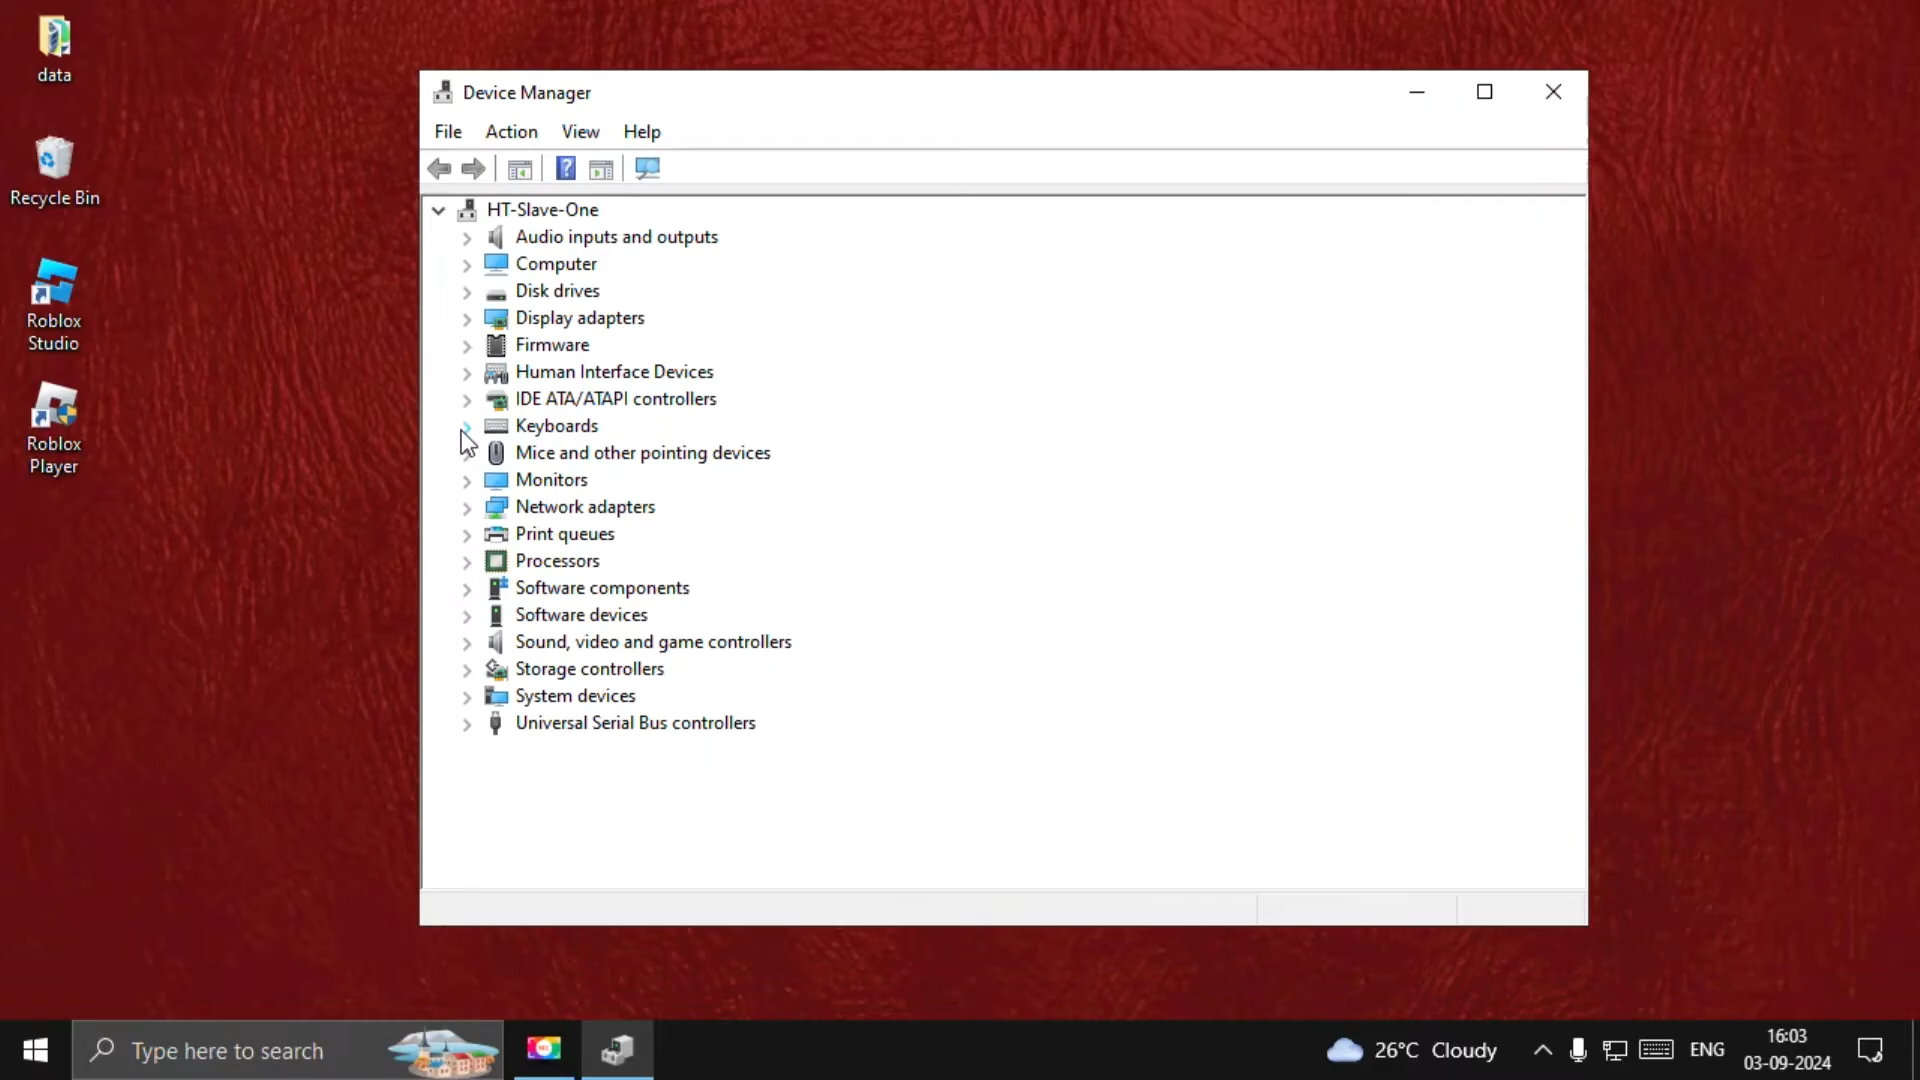 data
Recycle Bin
Roblox
Studio
Roblox
Player
Device Manager
File Action View Help
HT-Slave-One
Audio inputs and outputs
Computer
Disk drives
Display adapters
Firmware
Human Interface Devices
IDE ATA/ATAPI controllers
Keyboards
Mice and other pointing devices
Monitors
Network adapters
Print queues
Processors
Software components
Software devices
Sound, video and game controllers
Storage controllers
System devices
Universal Serial Bus controllers
Type here to search
26°C Cloudy
ENG
16:03
03-09-2024